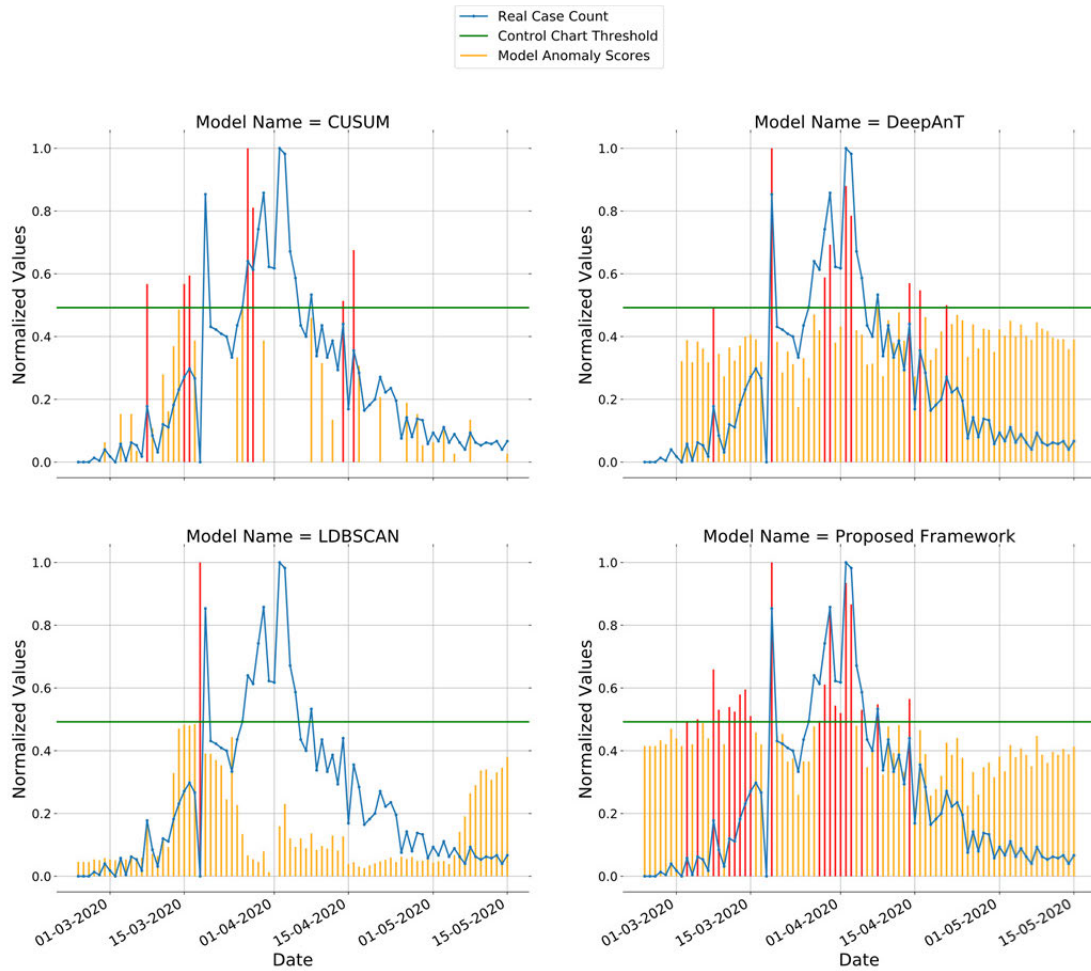 Real Case Count
Control Chart Threshold
Model Anomaly Scores
Model Name = CUSUM
Normalized Values
1.0
0.8
0.6
0.4
0.2
0.0
Model Name = DeepAnT
Normalized Values
1.0
0.8
0.6
0.4
0.2
0.0
Model Name = LDBSCAN
Normalized Values
1.0
0.8
0.6
0.4
0.2
0.0
01-03-2020
15-03-2020
01-04-2020
15-04-2020
01-05-2020
15-05-2020
Date
Model Name = Proposed Framework
Normalized Values
1.0
0.8
0.6
0.4
0.2
0.0
01-03-2020
15-03-2020
01-04-2020
15-04-2020
01-05-2020
15-05-2020
Date